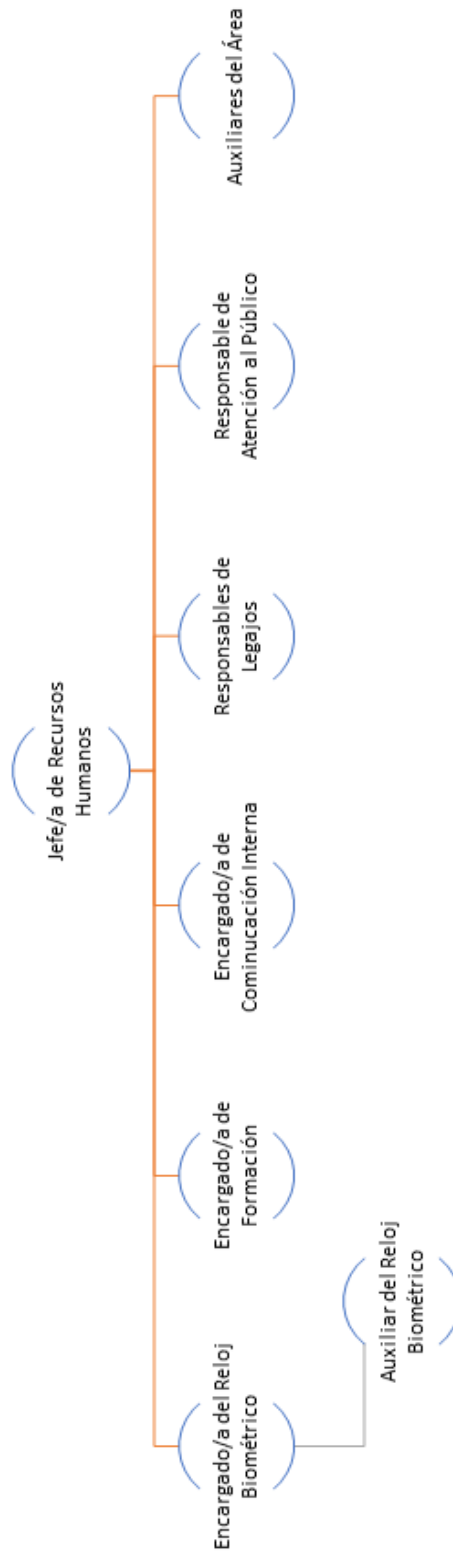 Jefe/a de Recursos
Humanos
Encargado/a del Reloj
Biométrico
Auxiliar del Reloj
Biométrico
Encargado/a de
Formación
Encargado/a de
Cominucación Interna
Responsables de
Legajos
Responsable de
Atención al Público
Auxiliares del Área